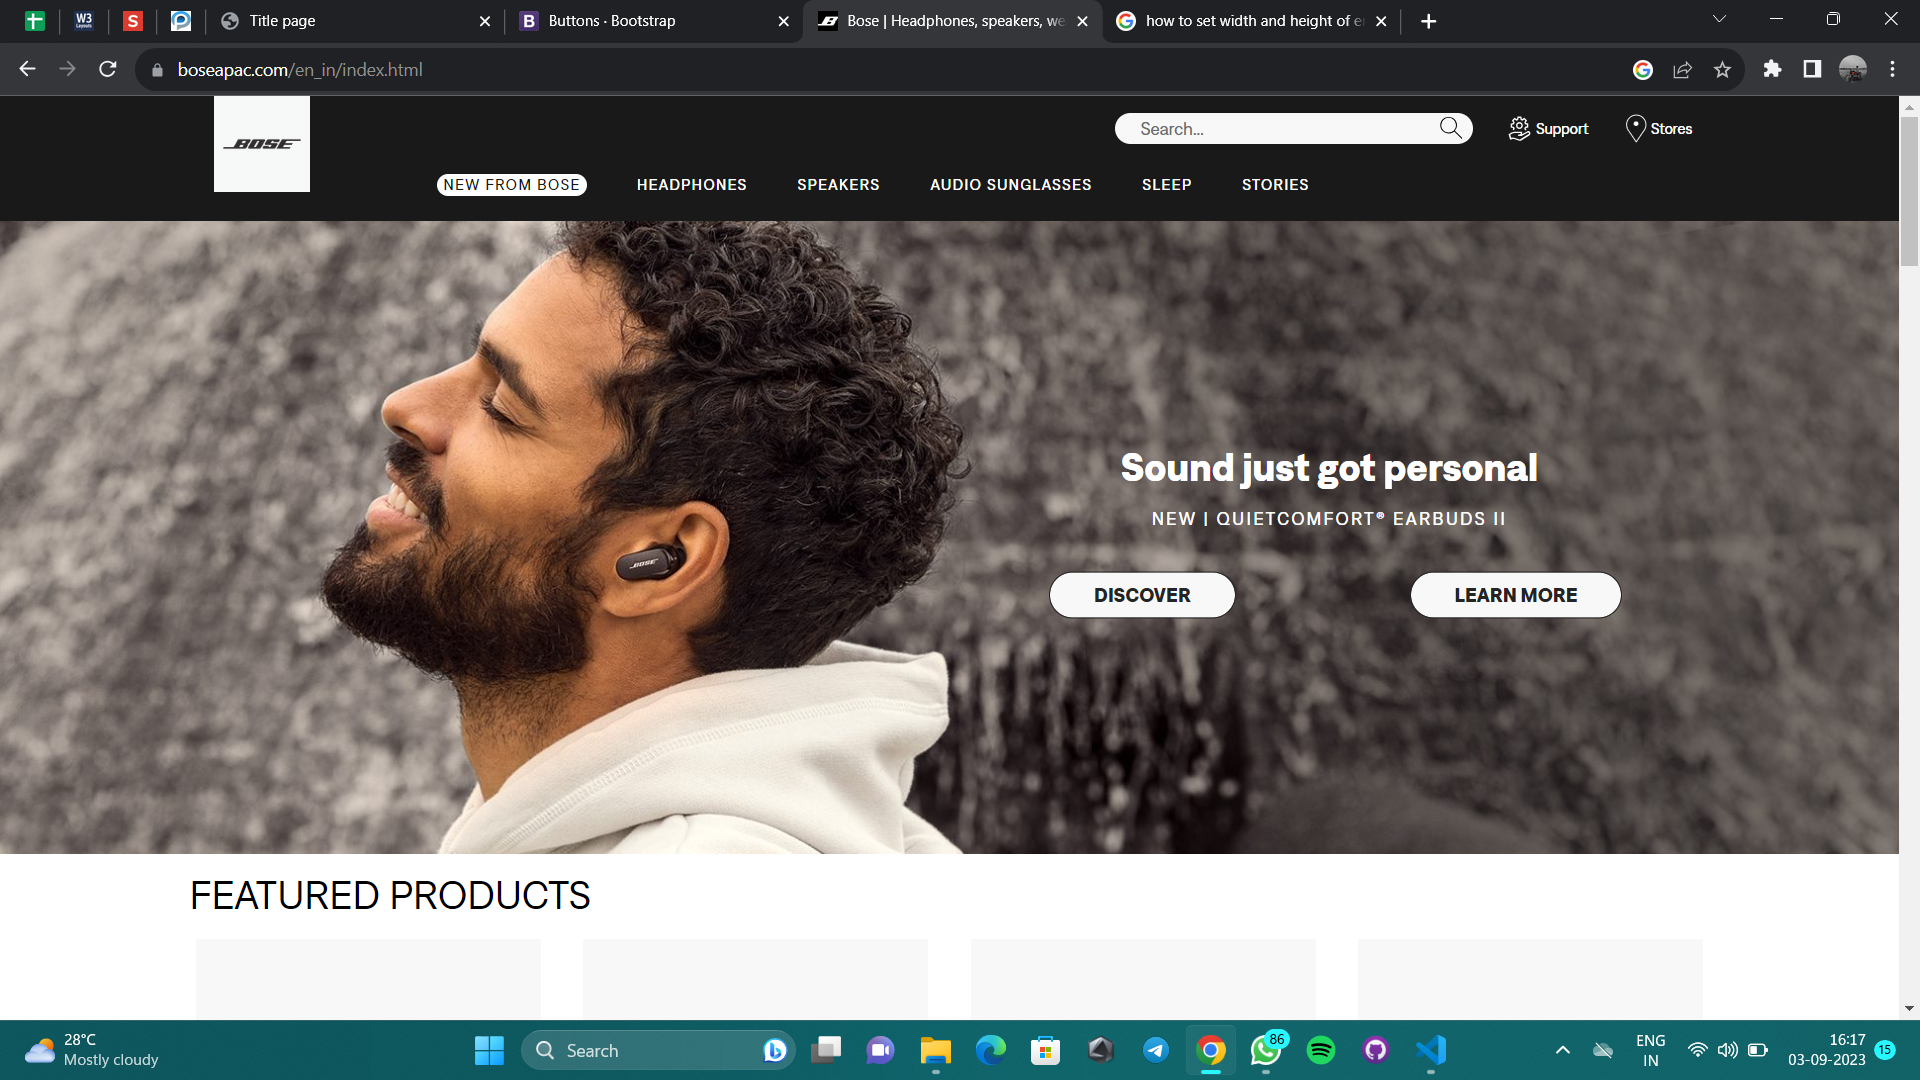 Title page
Buttons · Bootstrap
Bose | Headphones, speakers, we
how to set width and height of e
W3
Layouts
S
B
boseapac.com/en_in/index.html
BOSE
Search...
Support
Stores
NEW FROM BOSE
HEADPHONES
SPEAKERS
AUDIO SUNGLASSES
SLEEP
STORIES
BOSE
Sound just got personal
NEW | QUIETCOMFORT® EARBUDS II
DISCOVER
LEARN MORE
FEATURED PRODUCTS
28°C
Mostly cloudy
Search
86
ENG
IN
16:17
03-09-2023
15